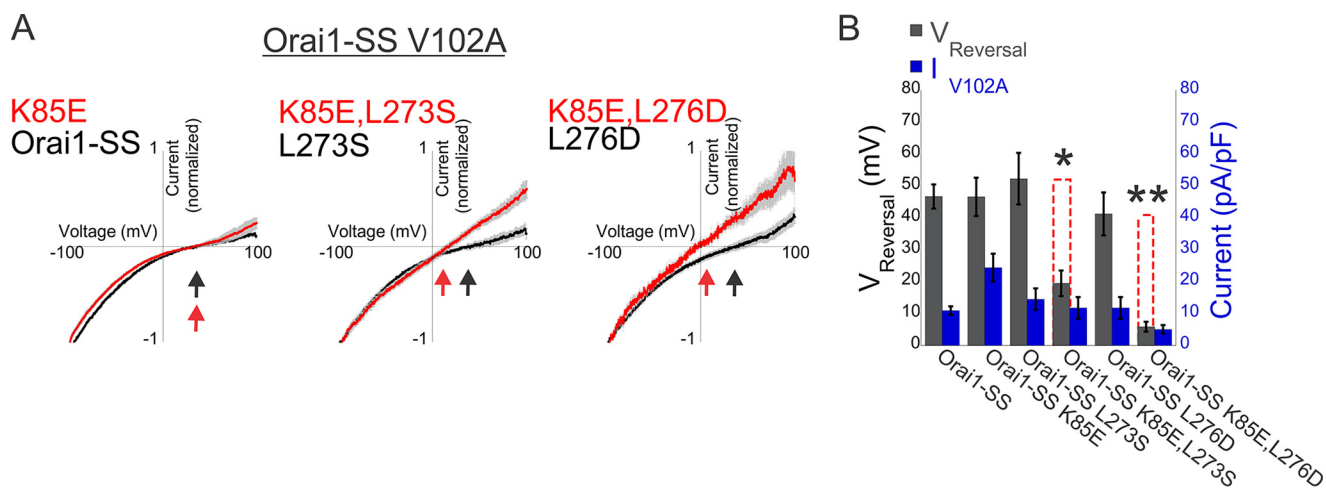 A
Orai1-SS V102A
K85E
Orai1-SS
1
Current
(normalized)
Voltage (mV)
-100
100
-1
K85E,L273S
L273S
1
Current
(normalized)
Voltage (mV)
-100
100
-1
K85E,L276D
L276D
1
Current
(normalized)
Voltage (mV)
-100
100
-1
B
V Reversal
I V102A
80
70
60
50
40
30
20
10
0
V Reversal (mV)
*
**
80
70
60
50
40
30
20
10
0
Current (pA/pF)
Orai1-SS
Orai1-SS K85E
Orai1-SS L273S
Orai1-SS K85E,L273S
Orai1-SS L276D
Orai1-SS K85E,L276D